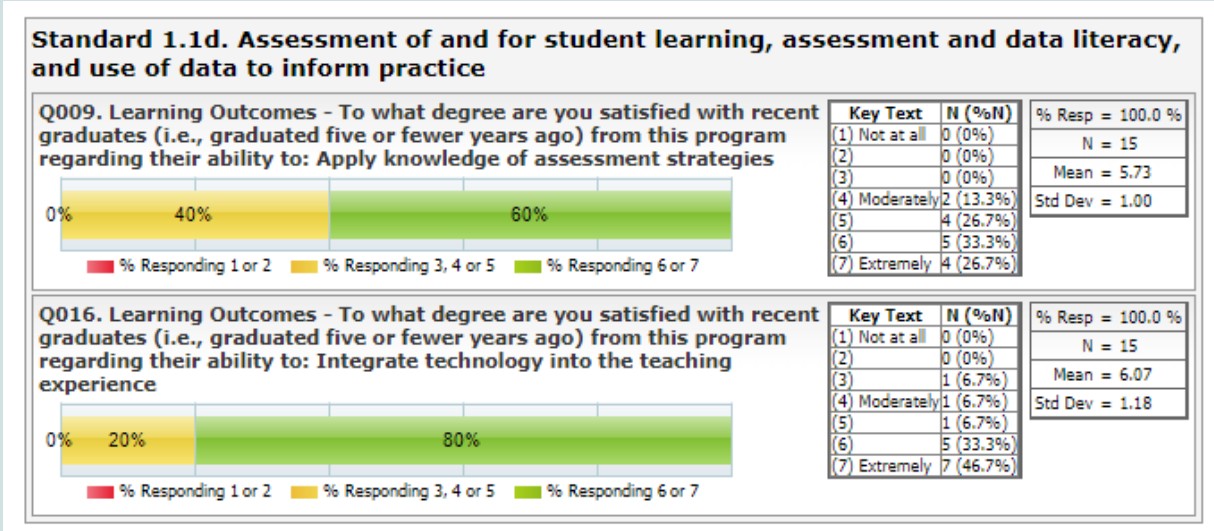 Standard 1.1d. Assessment of and for student learning, assessment and data literacy,
and use of data to inform practice
Q009. Learning Outcomes - To what degree are you satisfied with recent
graduates (i.e., graduated five or fewer years ago) from this program
regarding their ability to: Apply knowledge of assessment strategies
0% 40% 60%
% Responding 1 or 2 % Responding 3, 4 or 5 % Responding 6 or 7
Key Text N (%N)
(1) Not at all 0 (0%)
(2) 0 (0%)
(3) 0 (0%)
(4) Moderately 2 (13.3%)
(5) 4 (26.7%)
(6) 5 (33.3%)
(7) Extremely 4 (26.7%)
% Resp = 100.0 %
N = 15
Mean = 5.73
Std Dev = 1.00
Q016. Learning Outcomes - To what degree are you satisfied with recent
graduates (i.e., graduated five or fewer years ago) from this program
regarding their ability to: Integrate technology into the teaching
experience
0% 20% 80%
% Responding 1 or 2 % Responding 3, 4 or 5 % Responding 6 or 7
Key Text N (%N)
(1) Not at all 0 (0%)
(2) 0 (0%)
(3) 1 (6.7%)
(4) Moderately 1 (6.7%)
(5) 1 (6.7%)
(6) 5 (33.3%)
(7) Extremely 7 (46.7%)
% Resp = 100.0 %
N = 15
Mean = 6.07
Std Dev = 1.18